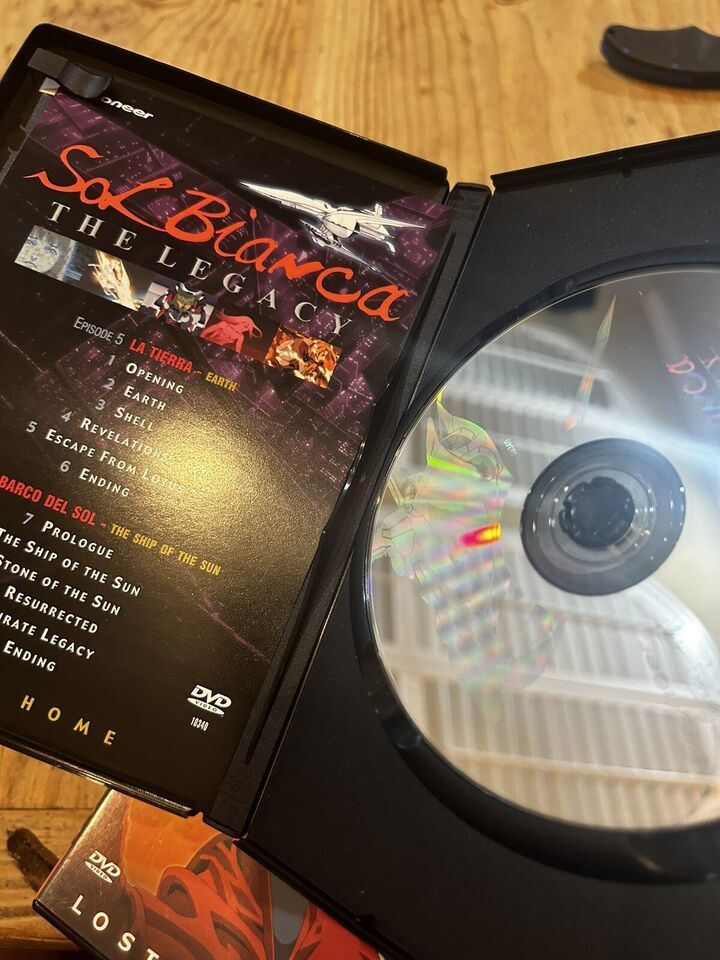 oneer
Sol Bianca
THE LEGACY
EPISODE 5 LA TIERRA - EARTH
1 OPENING
2 EARTH
3 SHELL
4 REVELATIONS
5 ESCAPE FROM
6 ENDING
BARCO DEL SOL - THE SHIP OF THE SUN
7 PROLOGUE
THE SHIP OF THE SUN
STONE OF THE SUN
RESURRECTED
IRATE LEGACY
ENDING
HOME
DVD
VIDEO
10340
DVD
VIDEO
LOST